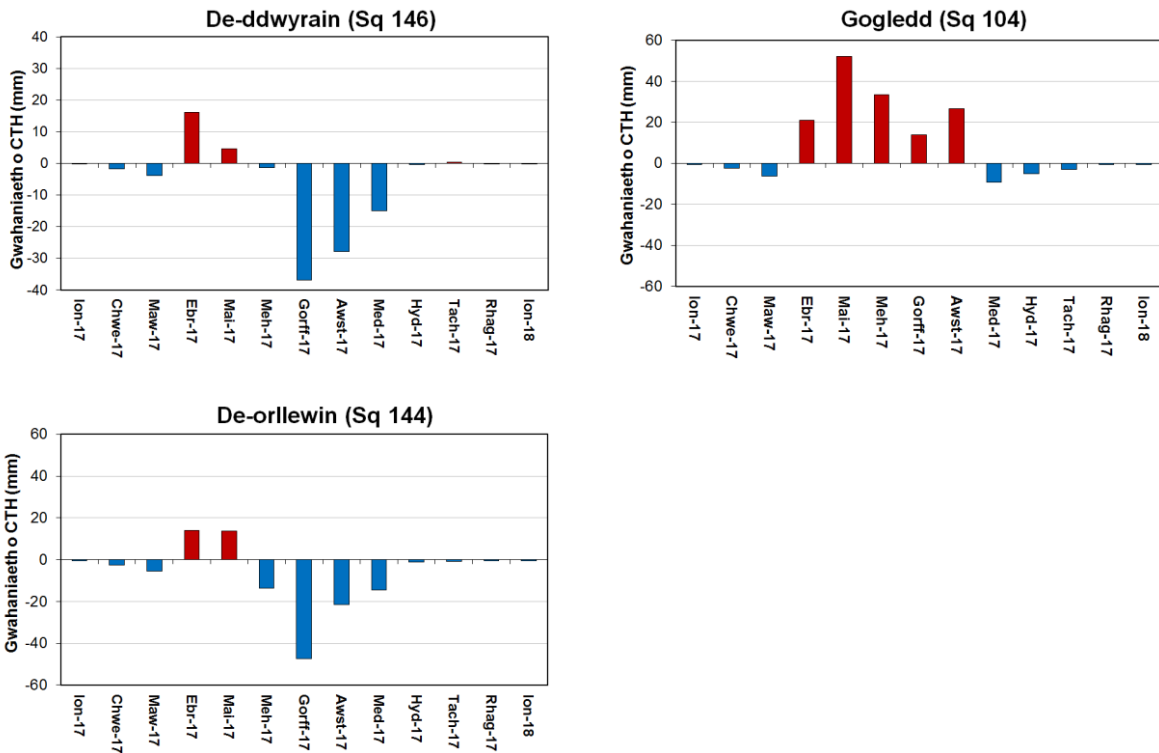 De-ddwyrain (Sq 146)
Gwahaniaeth o CTH (mm)
40
30
20
10
0
-10
-20
-30
-40
Ion-17
Chwe-17
Maw-17
Ebr-17
Mai-17
Meh-17
Gorff-17
Awst-17
Med-17
Hyd-17
Tach-17
Rhag-17
Ion-18
Gogledd (Sq 104)
Gwahaniaeth o CTH (mm)
60
40
20
0
-20
-40
-60
Ion-17
Chwe-17
Maw-17
Ebr-17
Mai-17
Meh-17
Gorff-17
Awst-17
Med-17
Hyd-17
Tach-17
Rhag-17
Ion-18
De-orllewin (Sq 144)
Gwahaniaeth o CTH (mm)
60
40
20
0
-20
-40
-60
Ion-17
Chwe-17
Maw-17
Ebr-17
Mai-17
Meh-17
Gorff-17
Awst-17
Med-17
Hyd-17
Tach-17
Rhag-17
Ion-18